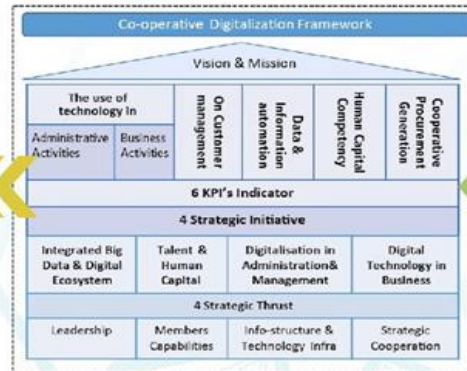 Co-operative Digitalization Framework
Vision & Mission
The use of
technology in
Administrative
Activities
Business
Activities
On Customer
management
Data &
Information
automation
Human Capital
Competency
Cooperative
Procurement
Generation
6 KPI's Indicator
4 Strategic Initiative
Integrated Big
Data & Digital
Ecosystem
Talent &
Human
Capital
Digitalisation in
Administration&
Management
Digital
Technology in
Business
4 Strategic Thrust
Leadership
Members
Capabilities
Info-structure &
Technology Infra
Strategic
Cooperation